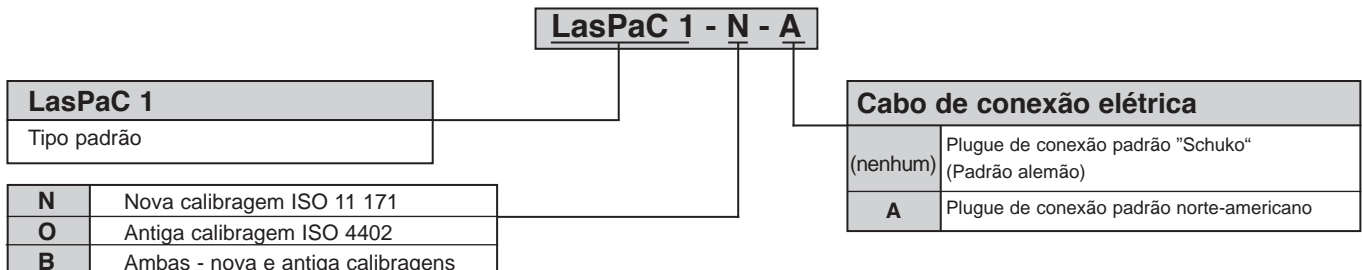 LasPaC 1 - N - A
LasPaC 1
Tipo padrão
N Nova calibragem ISO 11 171
O Antiga calibragem ISO 4402
B Ambas - nova e antiga calibragens
Cabo de conexão elétrica
(nenhum) Plugue de conexão padrão ”Schuko“
(Padrão alemão)
A Plugue de conexão padrão norte-americano